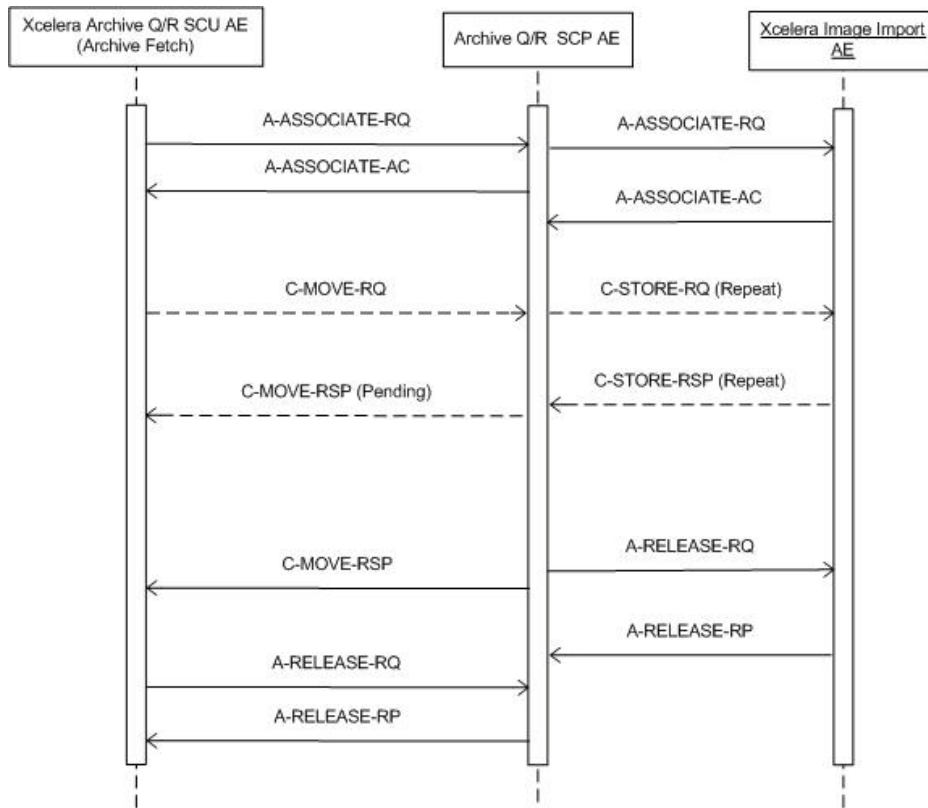 Xcelera Archive Q/R SCU AE
(Archive Fetch)
Archive Q/R SCP AE
Xcelera Image Import
AE
A-ASSOCIATE-RQ
A-ASSOCIATE-RQ
A-ASSOCIATE-AC
A-ASSOCIATE-AC
C-MOVE-RQ
C-STORE-RQ (Repeat)
C-MOVE-RSP (Pending)
C-STORE-RSP (Repeat)
C-MOVE-RSP
A-RELEASE-RQ
A-RELEASE-RP
A-RELEASE-RQ
A-RELEASE-RP